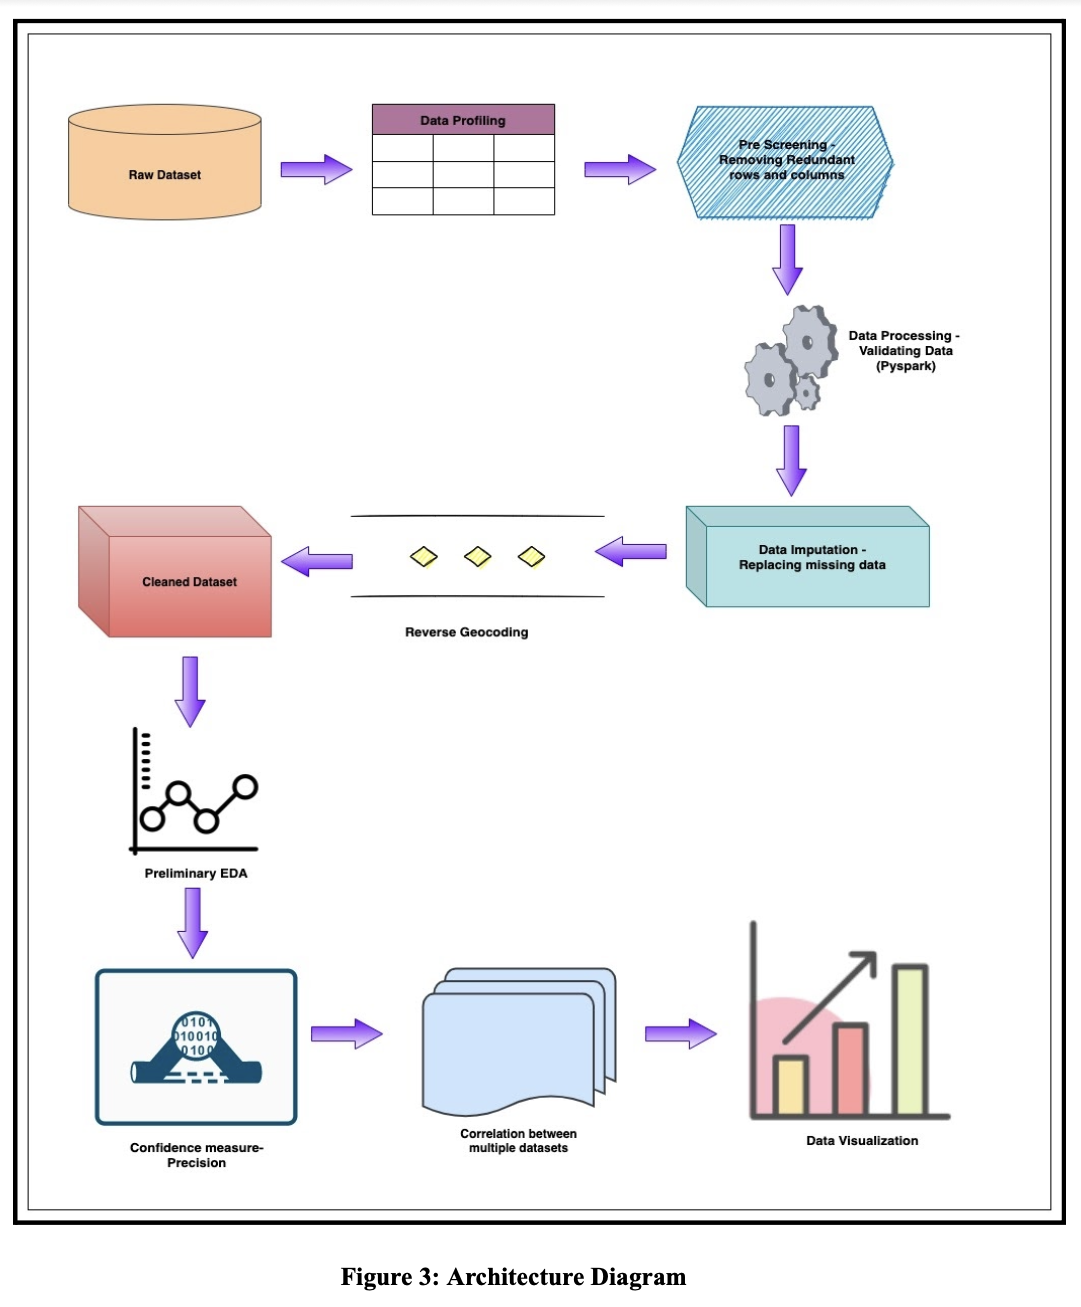 Raw Dataset
Data Profiling
Pre Screening -
Removing Redundant
rows and columns
Data Processing -
Validating Data
(Pyspark)
Data Imputation -
Replacing missing data
Reverse Geocoding
Cleaned Dataset
Preliminary EDA
0101
010010
0100
Confidence measure-
Precision
Correlation between
multiple datasets
Data Visualization
Figure 3: Architecture Diagram